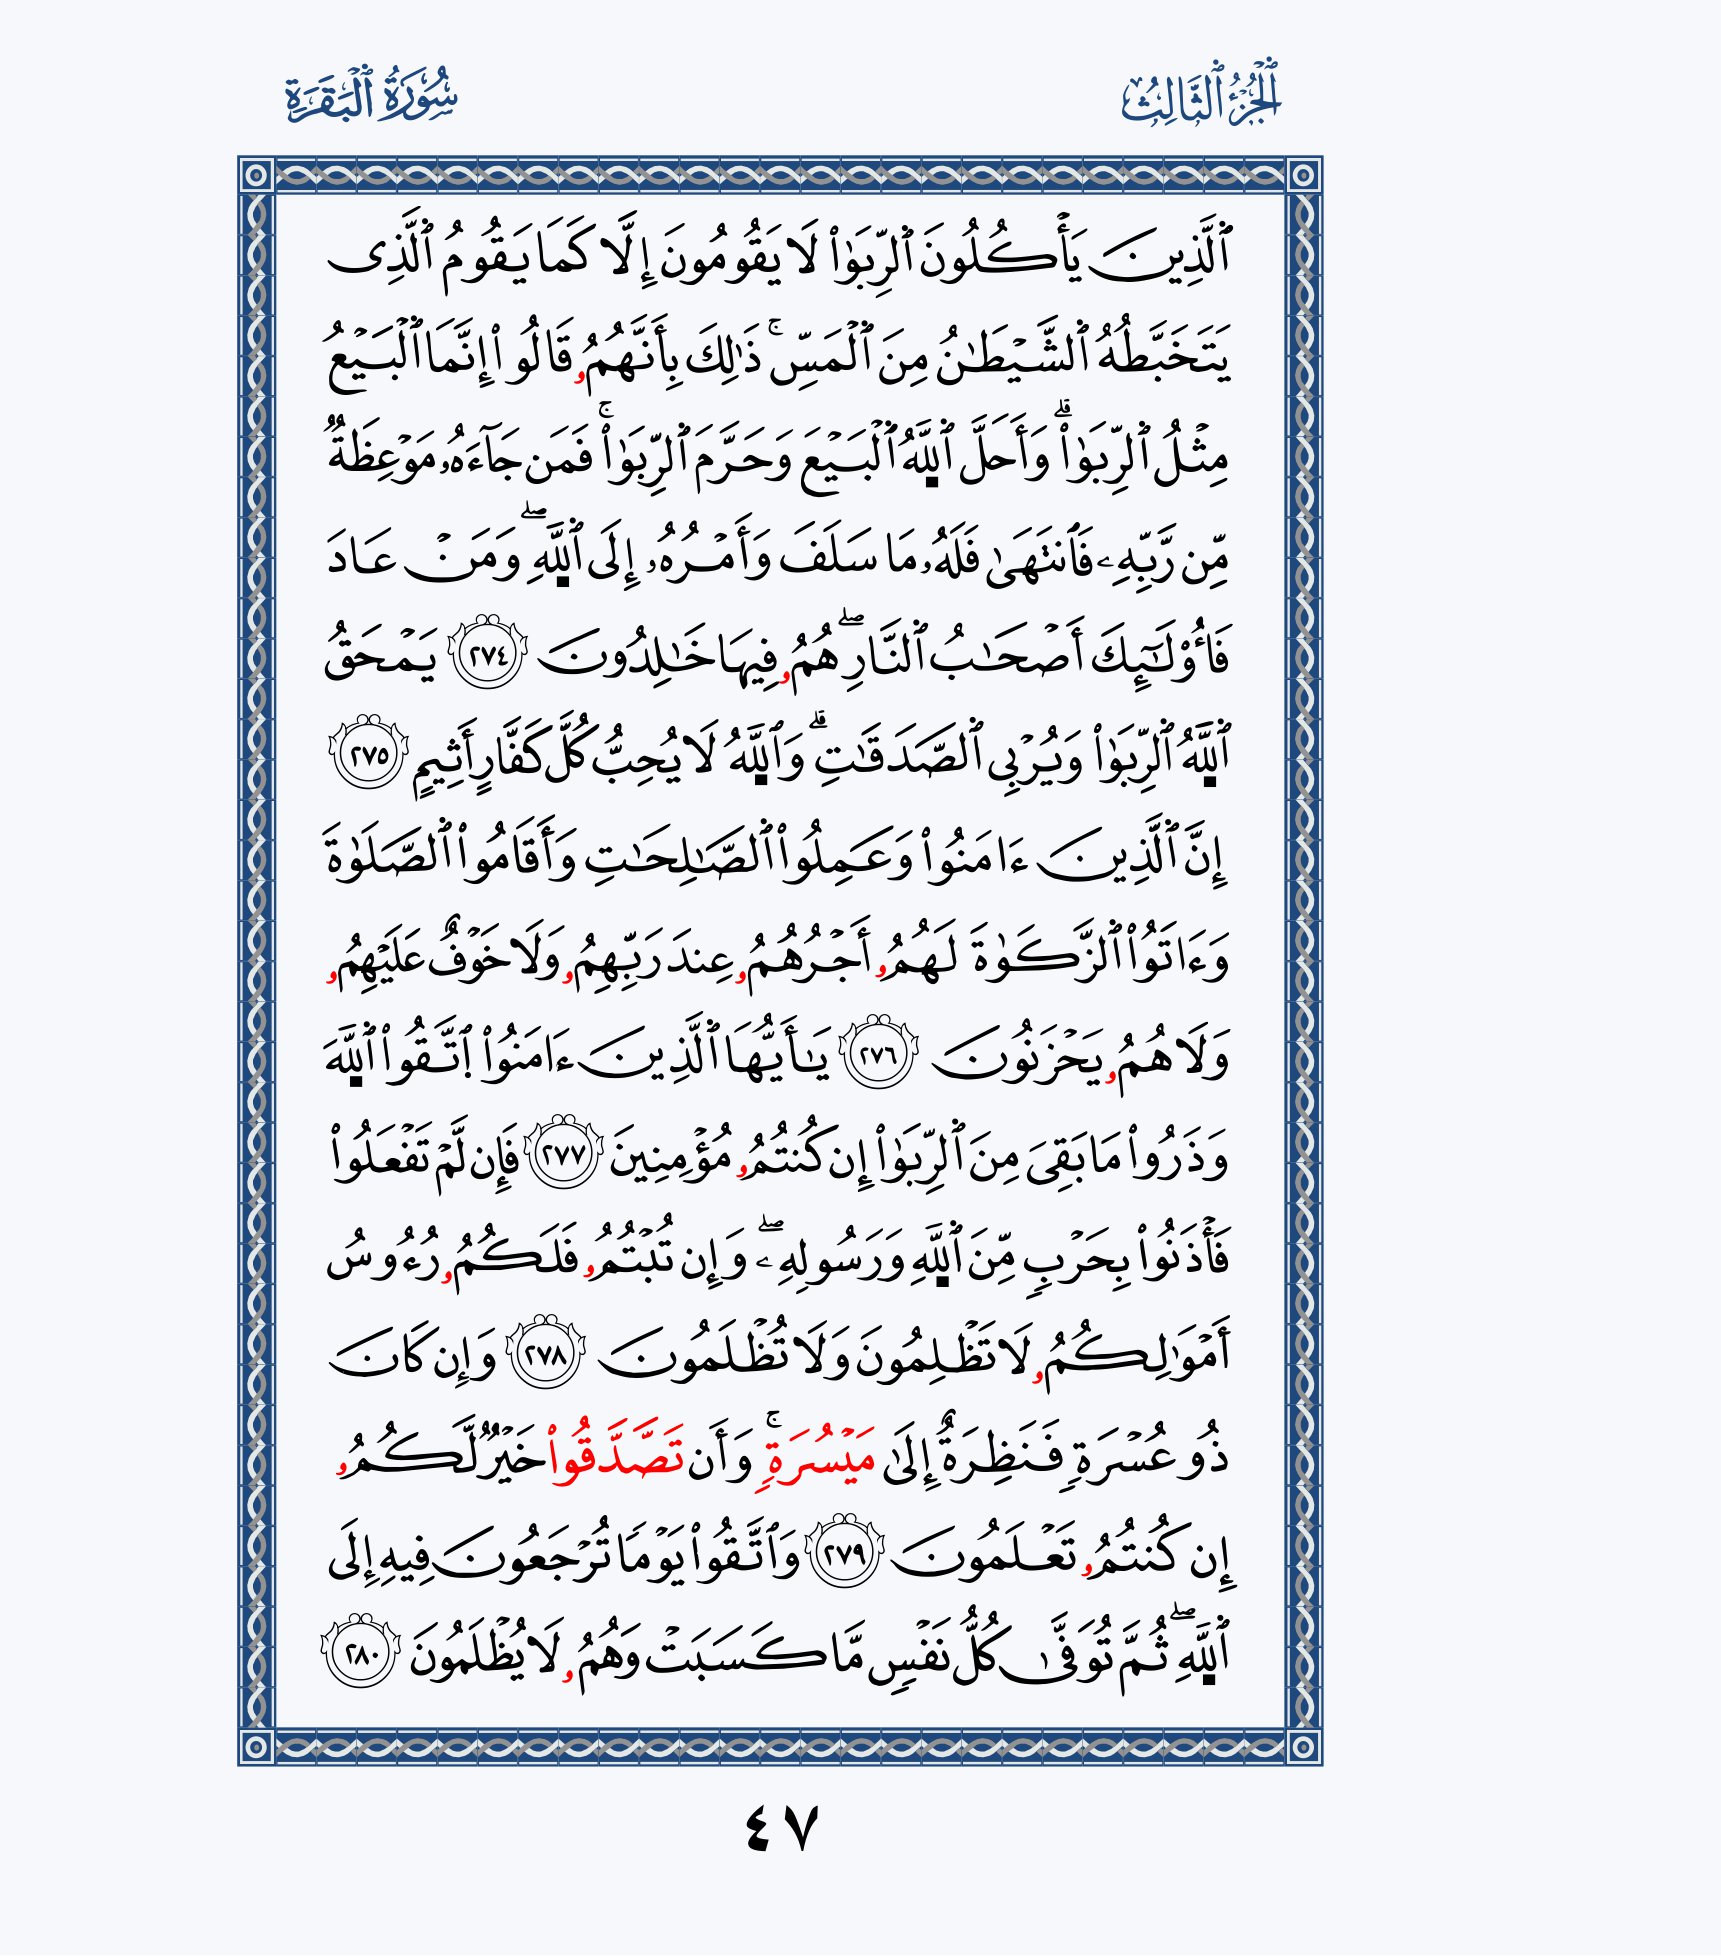 ٱلْجُزْءُ ٱلثَّالِثُ
سُورَةُ ٱلْبَقَرَةِ
ٱلَّذِينَ يَأْكُلُونَ ٱلرِّبَوٰا۟ لَا يَقُومُونَ إِلَّا كَمَا يَقُومُ ٱلَّذِى
يَتَخَبَّطُهُ ٱلشَّيْطَٰنُ مِنَ ٱلْمَسِّ ۚ ذَٰلِكَ بِأَنَّهُمُۥ قَالُوا۟ إِنَّمَا ٱلْبَيْعُ
مِثْلُ ٱلرِّبَوٰا۟ ۗ وَأَحَلَّ ٱللَّهُ ٱلْبَيْعَ وَحَرَّمَ ٱلرِّبَوٰا۟ ۚ فَمَن جَآءَهُۥ مَوْعِظَةٌ
مِّن رَّبِّهِۦ فَٱنتَهَىٰ فَلَهُۥ مَا سَلَفَ وَأَمْرُهُۥ إِلَى ٱللَّهِ ۖ وَمَنْ عَادَ
فَأُو۟لَٰٓئِكَ أَصْحَٰبُ ٱلنَّارِ ۖ هُمُۥ فِيهَا خَٰلِدُونَ ٢٧٤ يَمْحَقُ
ٱللَّهُ ٱلرِّبَوٰا۟ وَيُرْبِى ٱلصَّدَقَٰتِ ۗ وَٱللَّهُ لَا يُحِبُّ كُلَّ كَفَّارٍ أَثِيمٍ ٢٧٥
إِنَّ ٱلَّذِينَ ءَامَنُوا۟ وَعَمِلُوا۟ ٱلصَّٰلِحَٰتِ وَأَقَامُوا۟ ٱلصَّلَوٰةَ
وَءَاتَوُا۟ ٱلزَّكَوٰةَ لَهُمُۥ أَجْرُهُمُۥ عِندَ رَبِّهِمُۥ وَلَا خَوْفٌ عَلَيْهِمُۥ
وَلَا هُمُۥ يَحْزَنُونَ ٢٧٦ يَٰٓأَيُّهَا ٱلَّذِينَ ءَامَنُوا۟ ٱتَّقُوا۟ ٱللَّهَ
وَذَرُوا۟ مَا بَقِىَ مِنَ ٱلرِّبَوٰا۟ إِن كُنتُمُۥ مُؤْمِنِينَ ٢٧٧ فَإِن لَّمْ تَفْعَلُوا۟
فَأْذَنُوا۟ بِحَرْبٍ مِّنَ ٱللَّهِ وَرَسُولِهِۦ ۖ وَإِن تُبْتُمُۥ فَلَكُمُۥ رُءُوسُ
أَمْوَٰلِكُمُۥ لَا تَظْلِمُونَ وَلَا تُظْلَمُونَ ٢٧٨ وَإِن كَانَ
ذُو عُسْرَةٍ فَنَظِرَةٌ إِلَىٰ مَيْسُرَةٍ ۚ وَأَن تَصَّدَّقُوا۟ خَيْرٌ لَّكُمُۥ
إِن كُنتُمُۥ تَعْلَمُونَ ٢٧٩ وَٱتَّقُوا۟ يَوْمًا تُرْجَعُونَ فِيهِ إِلَى
ٱللَّهِ ۖ ثُمَّ تُوَفَّىٰ كُلُّ نَفْسٍ مَّا كَسَبَتْ وَهُمُۥ لَا يُظْلَمُونَ ٢٨٠
٤٧